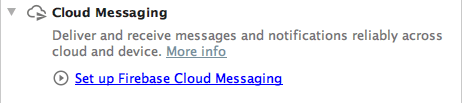 Cloud Messaging
Deliver and receive messages and notifications reliably across
cloud and device. More info
Set up Firebase Cloud Messaging